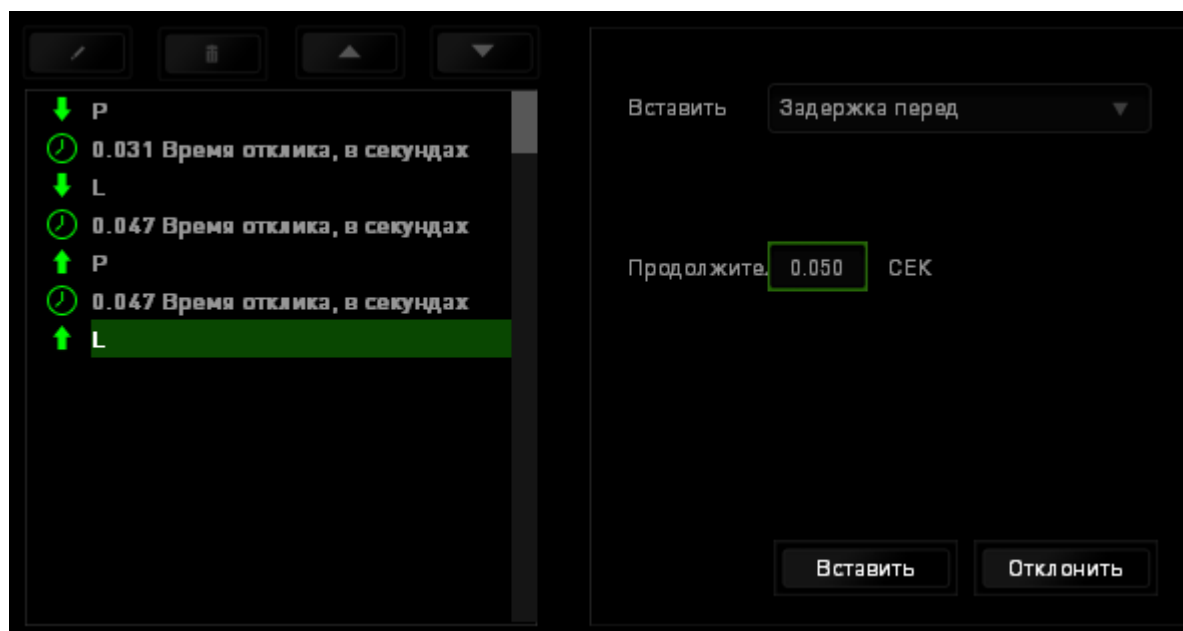 P
0.031 Время отклика, в секундах
L
0.047 Время отклика, в секундах
P
0.047 Время отклика, в секундах
L
Вставить Задержка перед
Продолжите 0.050 СЕК
Вставить Отклонить